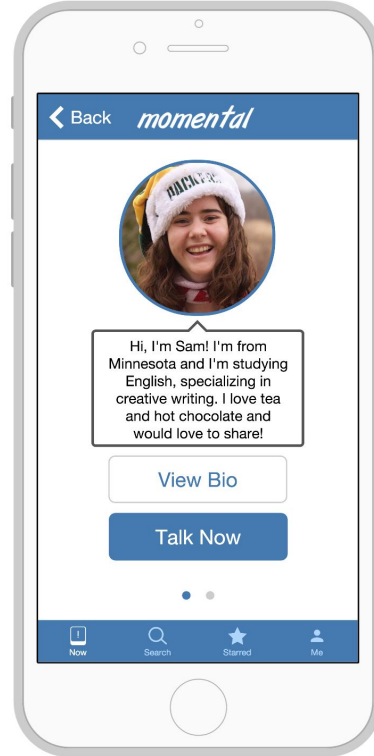 Back momental
PACKERS
Hi, I'm Sam! I'm from
Minnesota and I'm studying
English, specializing in
creative writing. I love tea
and hot chocolate and
would love to share!
View Bio
Talk Now
! 
Now Search Starred Me